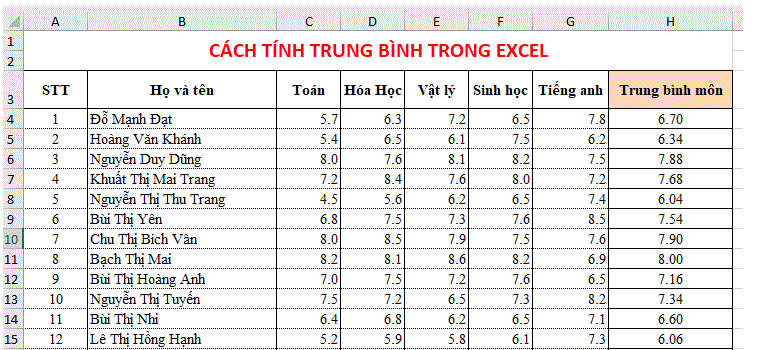 A B C D E F G H
1
CÁCH TÍNH TRUNG BÌNH TRONG EXCEL
2
3 STT Họ và tên Toán Hóa Học Vật lý Sinh học Tiếng anh Trung bình môn
4 1 Đỗ Mạnh Đạt 5.7 6.3 7.2 6.5 7.8 6.70
5 2 Hoàng Văn Khánh 5.4 6.5 6.1 7.5 6.2 6.34
6 3 Nguyễn Duy Dũng 8.0 7.6 8.1 8.2 7.5 7.88
7 4 Khuất Thị Mai Trang 7.2 8.4 7.6 8.0 7.2 7.68
8 5 Nguyễn Thị Thu Trang 4.5 5.6 6.2 6.5 7.4 6.04
9 6 Bùi Thị Yên 6.8 7.5 7.3 7.6 8.5 7.54
10 7 Chu Thị Bích Vân 8.0 8.5 7.9 7.5 7.6 7.90
11 8 Bạch Thị Mai 8.2 8.1 8.6 8.2 6.9 8.00
12 9 Bùi Thị Hoàng Anh 7.0 7.5 7.2 7.6 6.5 7.16
13 10 Nguyễn Thị Tuyến 7.5 7.2 6.5 7.3 8.2 7.34
14 11 Bùi Thị Nhi 6.4 6.8 6.2 6.5 7.1 6.60
15 12 Lê Thị Hồng Hạnh 5.2 5.9 5.8 6.1 7.3 6.06